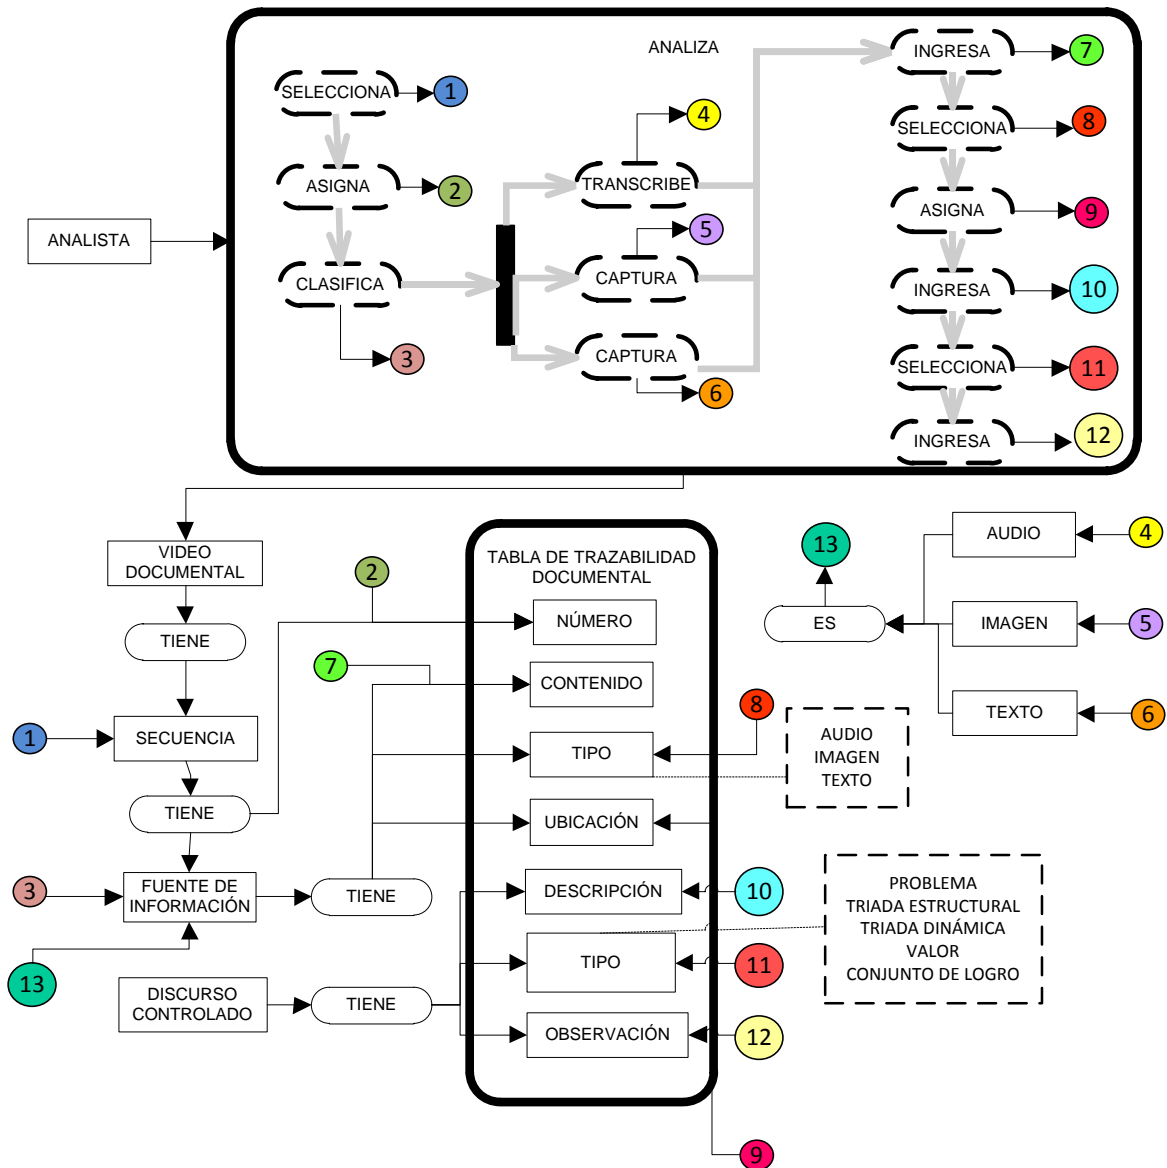 ANALIZA
INGRESA
7
SELECCIONA
1
4
SELECCIONA
8
TRANSCRIBE
ASIGNA
2
ASIGNA
9
5
ANALISTA
CLASIFICA
CAPTURA
INGRESA
10
3
CAPTURA
6
SELECCIONA
11
INGRESA
12
VIDEO
DOCUMENTAL
TIENE
1
SECUENCIA
TIENE
3
FUENTE DE
INFORMACIÓN
TIENE
13
DISCURSO
CONTROLADO
TIENE
2
7
TABLA DE TRAZABILIDAD
DOCUMENTAL
NÚMERO
CONTENIDO
TIPO
UBICACIÓN
DESCRIPCIÓN
TIPO
OBSERVACIÓN
8
10
11
12
9
AUDIO
IMAGEN
TEXTO
PROBLEMA
TRIADA ESTRUCTURAL
TRIADA DINÁMICA
VALOR
CONJUNTO DE LOGRO
13
ES
AUDIO
4
IMAGEN
5
TEXTO
6